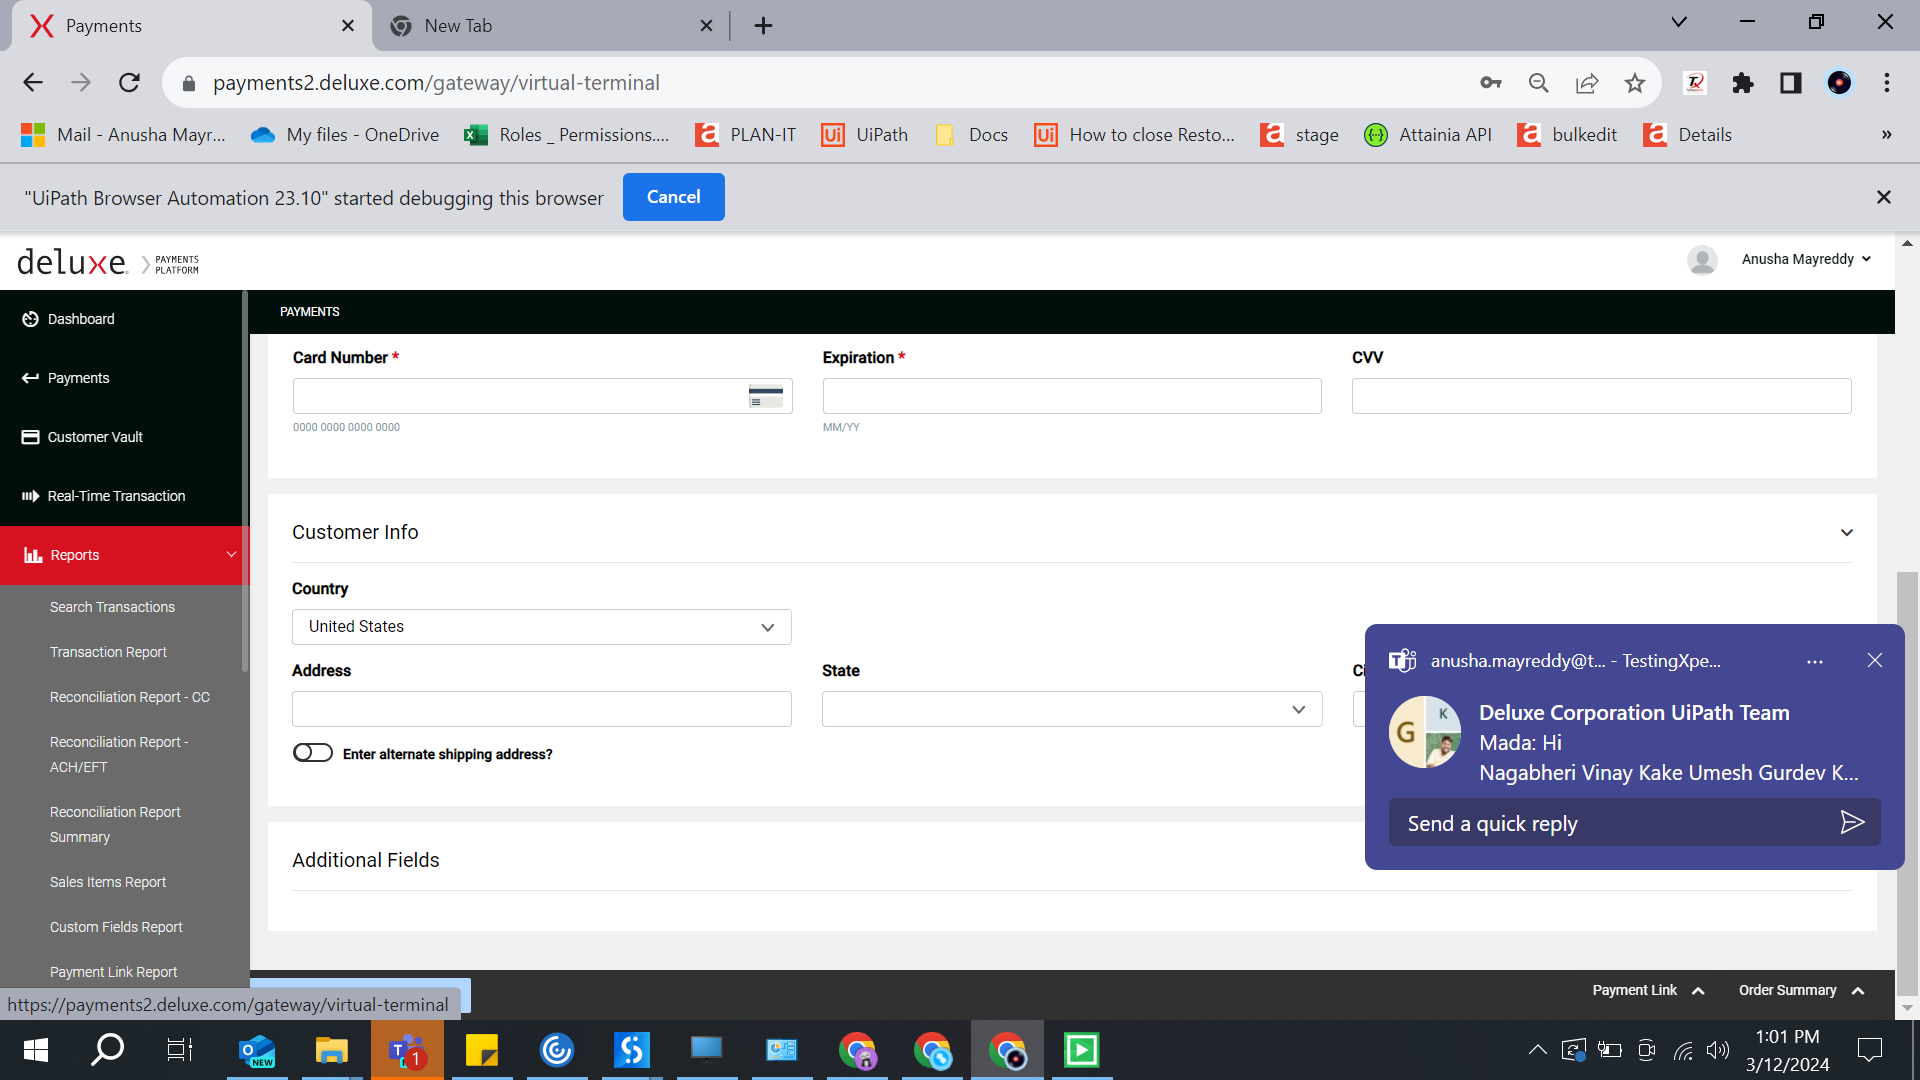 Payments
New Tab
payments2.deluxe.com/gateway/virtual-terminal
Mail - Anusha Mayr...
My files - OneDrive
Roles _ Permissions....
PLAN-IT
UiPath
Docs
How to close Resto...
stage
Attainia API
bulkedit
Details
"UiPath Browser Automation 23.10" started debugging this browser
Cancel
deluxe.
PAYMENTS
PLATFORM
Anusha Mayreddy
Dashboard
Payments
Customer Vault
Real-Time Transaction
Reports
Search Transactions
Transaction Report
Reconciliation Report - CC
Reconciliation Report -
ACH/EFT
Reconciliation Report
Summary
Sales Items Report
Custom Fields Report
Payment Link Report
https://payments2.deluxe.com/gateway/virtual-terminal
PAYMENTS
Card Number *
0000 0000 0000 0000
Expiration *
MM/YY
CVV
Customer Info
Country
United States
Address
State
Enter alternate shipping address?
Additional Fields
anusha.mayreddy@t... - TestingXpe...
G
K
Deluxe Corporation UiPath Team
Mada: Hi
Nagabheri Vinay Kake Umesh Gurdev K...
Send a quick reply
Payment Link
Order Summary
NEW
1
1:01 PM
3/12/2024